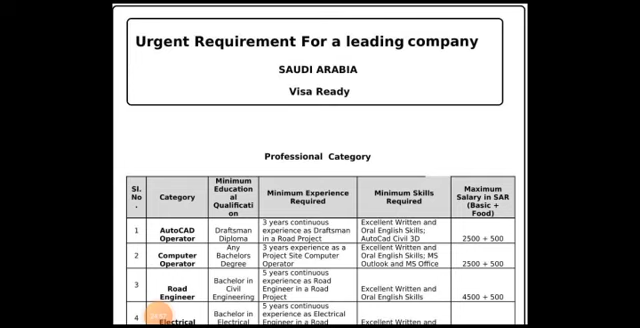 Urgent Requirement For a leading company
SAUDI ARABIA
Visa Ready
Professional Category
Sl. No . | Category | Minimum Education al Qualificati on | Minimum Experience Required | Minimum Skills Required | Maximum Salary in SAR (Basic + Food)
1 | AutoCAD Operator | Draftsman Diploma | 3 years continuous experience as Draftsman in a Road Project | Excellent Written and Oral English Skills; AutoCad Civil 3D | 2500 + 500
2 | Computer Operator | Any Bachelors Degree | 3 years experience as a Project Site Computer Operator | Excellent Written and Oral English Skills; MS Outlook and MS Office | 2500 + 500
3 | Road Engineer | Bachelor in Civil Engineering | 5 years continuous experience as Road Engineer in a Road Project | Excellent Written and Oral English Skills | 4500 + 500
4 | Electrical | Bachelor in Electrical | 5 years continuous experience as Electrical Engineer in a Road | Excellent Written and